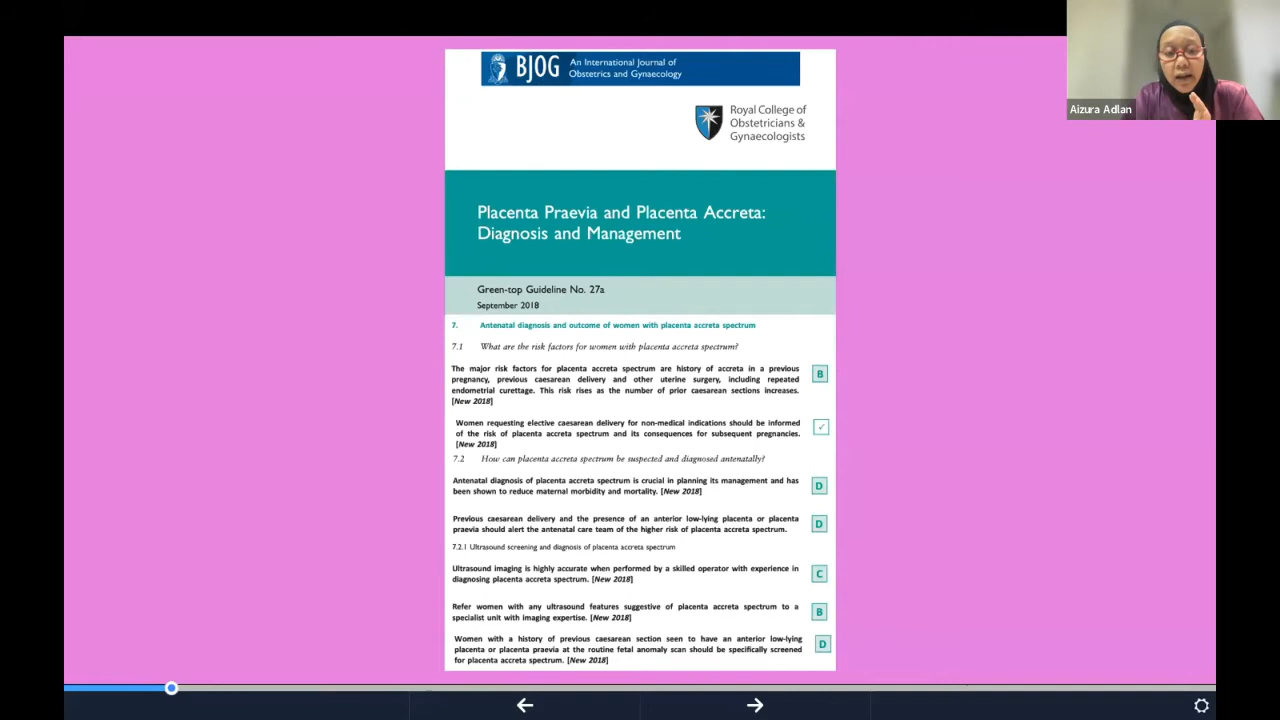 BJOG An International Journal of
Obstetrics and Gynaecology
Aizura Adlan
Royal College of
Obstetricians &
Gynaecologists
Placenta Praevia and Placenta Accreta:
Diagnosis and Management
Green-top Guideline No. 27a
September 2018
7. Antenatal diagnosis and outcome of women with placenta accreta spectrum
7.1 What are the risk factors for women with placenta accreta spectrum?
The major risk factors for placenta accreta spectrum are history of accreta in a previous
pregnancy, previous caesarean delivery and other uterine surgery, including repeated
endometrial curettage. This risk rises as the number of prior caesarean sections increases.
[New 2018]
B
Women requesting elective caesarean delivery for non-medical indications should be informed
of the risk of placenta accreta spectrum and its consequences for subsequent pregnancies.
[New 2018]
✓
7.2 How can placenta accreta spectrum be suspected and diagnosed antenatally?
Antenatal diagnosis of placenta accreta spectrum is crucial in planning its management and has
been shown to reduce maternal morbidity and mortality. [New 2018]
D
Previous caesarean delivery and the presence of an anterior low-lying placenta or placenta
praevia should alert the antenatal care team of the higher risk of placenta accreta spectrum.
D
7.2.1 Ultrasound screening and diagnosis of placenta accreta spectrum
Ultrasound imaging is highly accurate when performed by a skilled operator with experience in
diagnosing placenta accreta spectrum. [New 2018]
C
Refer women with any ultrasound features suggestive of placenta accreta spectrum to a
specialist unit with imaging expertise. [New 2018]
B
Women with a history of previous caesarean section seen to have an anterior low-lying
placenta or placenta praevia at the routine fetal anomaly scan should be specifically screened
for placenta accreta spectrum. [New 2018]
D